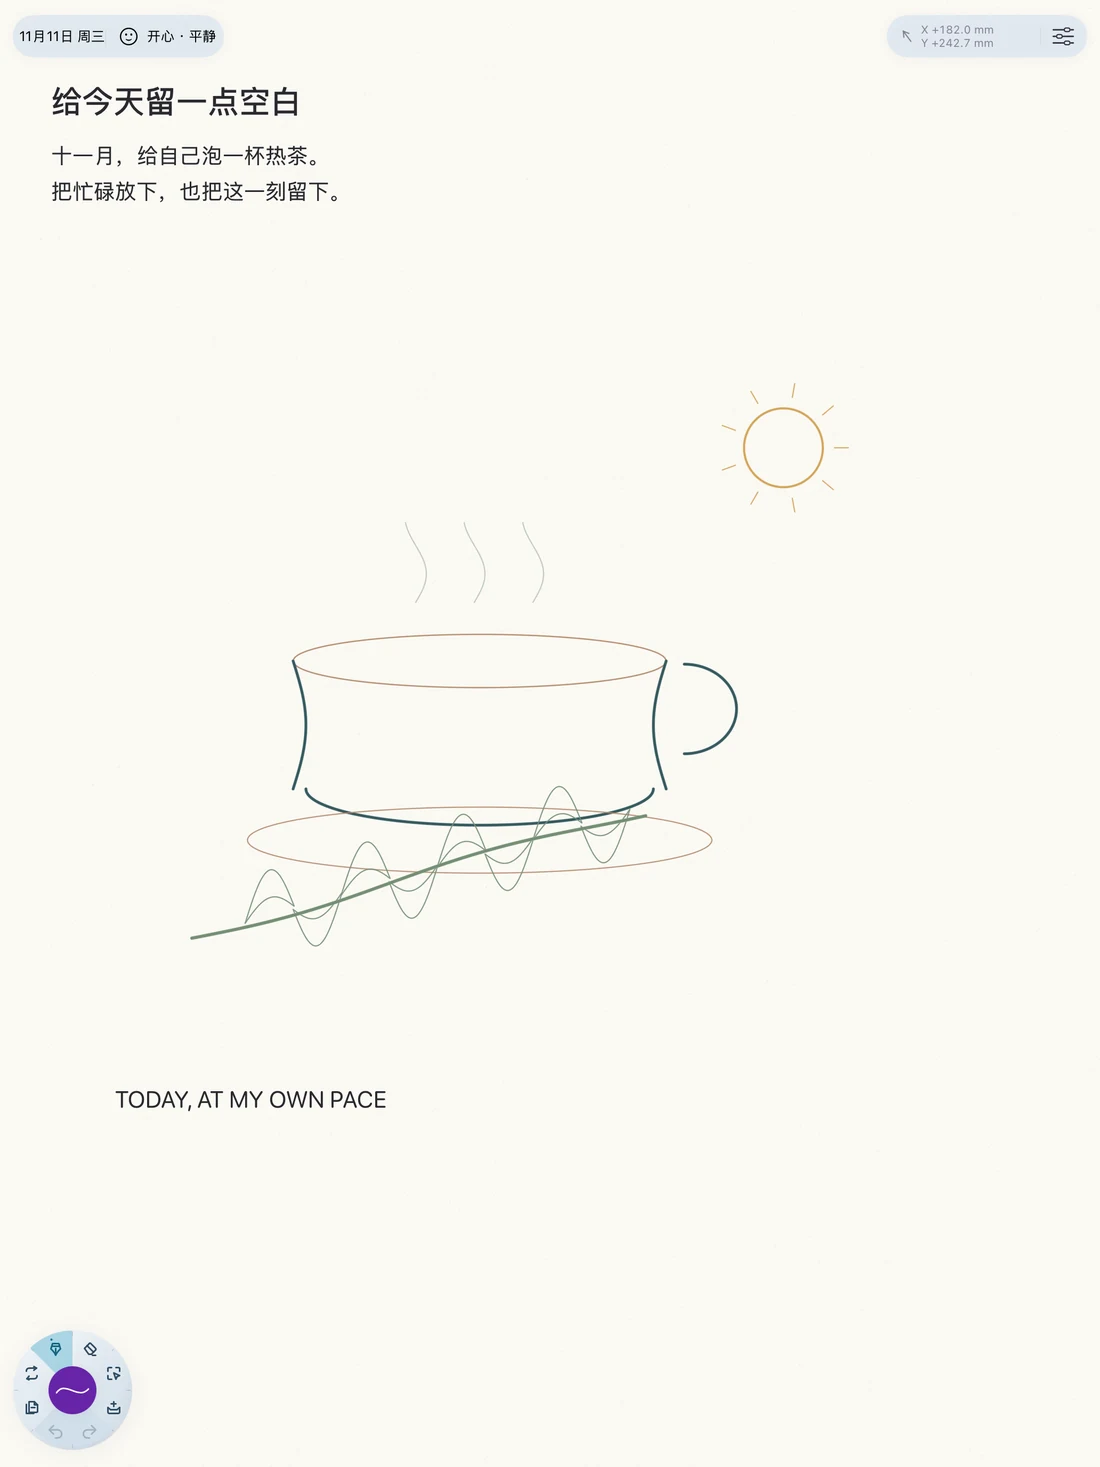 11月11日 周三 开心 · 平静
X +182.0 mm
Y +242.7 mm
给今天留一点空白
十一月，给自己泡一杯热茶。
把忙碌放下，也把这一刻留下。
TODAY, AT MY OWN PACE